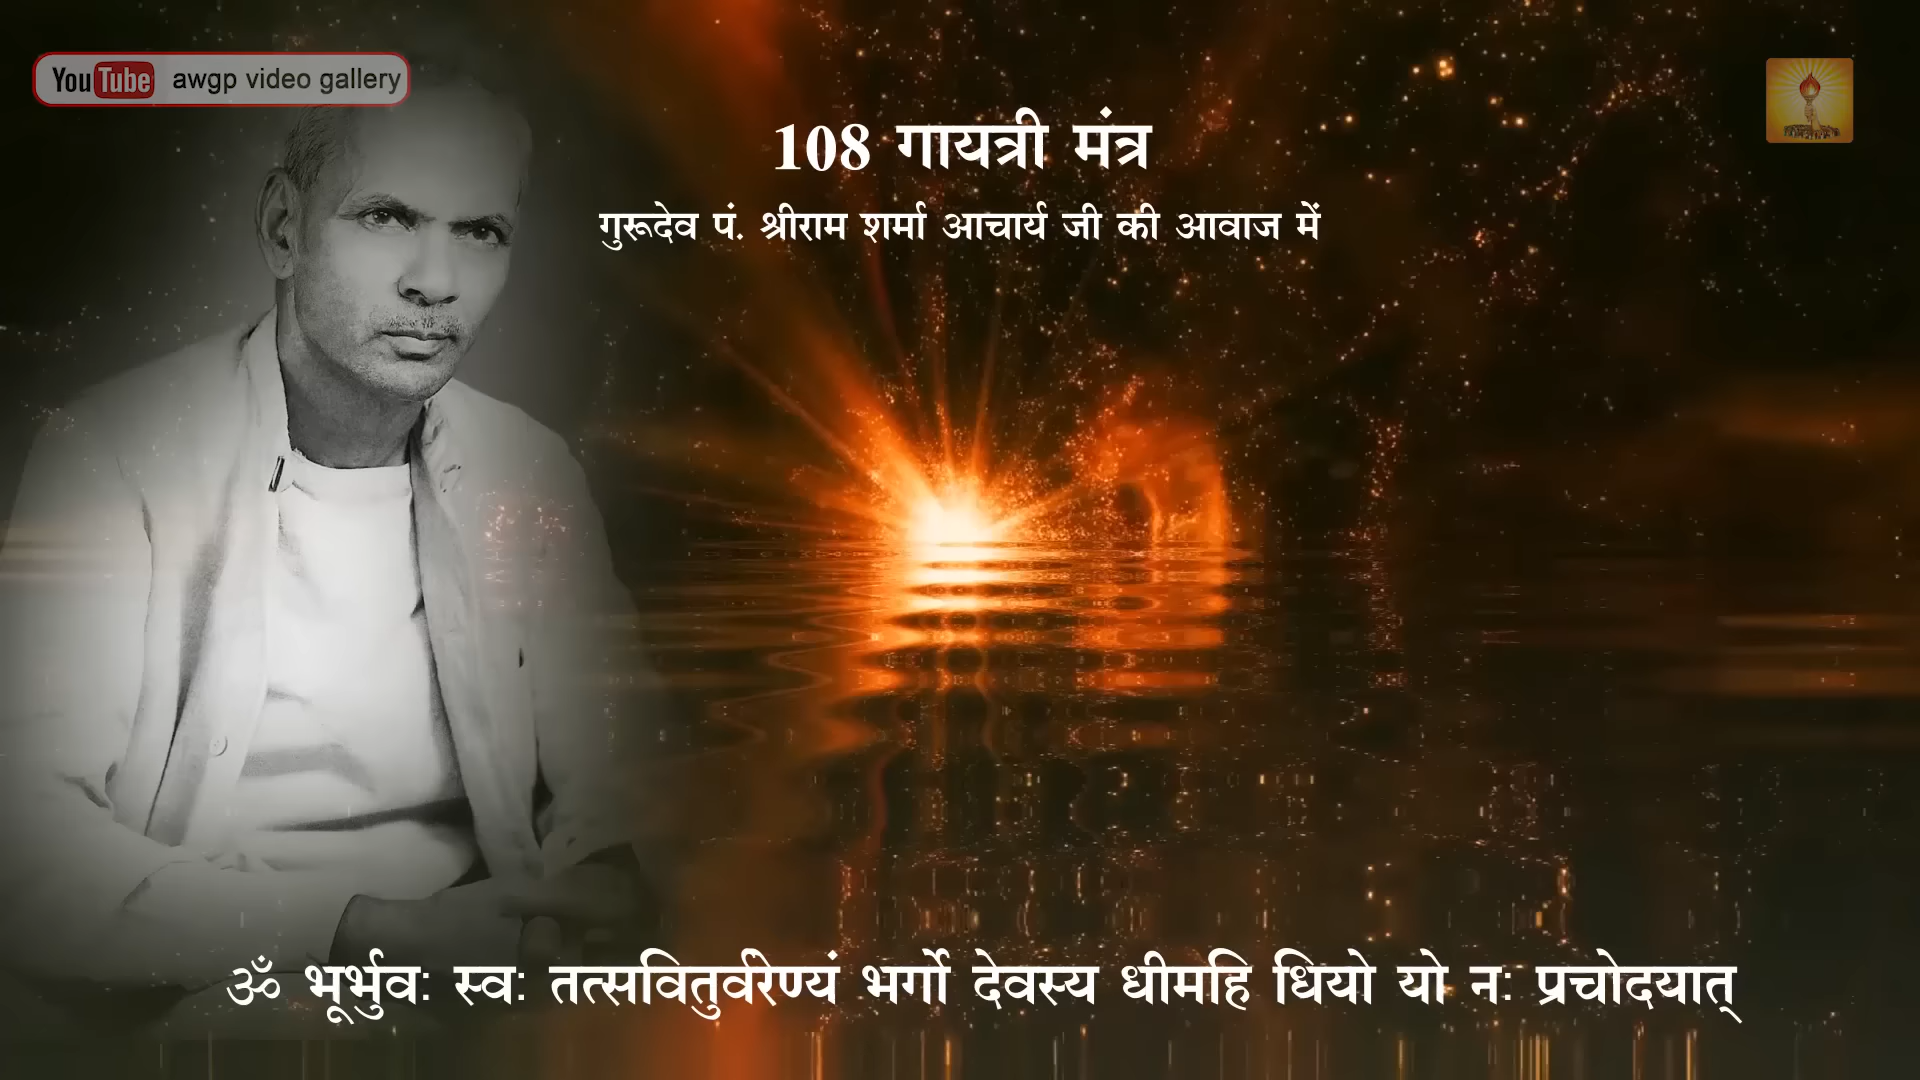 YouTube awgp video gallery
108 गायत्री मंत्र
गुरूदेव पं. श्रीराम शर्मा आचार्य जी की आवाज में
ॐ भूर्भुवः स्वः तत्सवितुर्वरेण्यं भर्गो देवस्य धीमहि धियो यो नः प्रचोदयात्